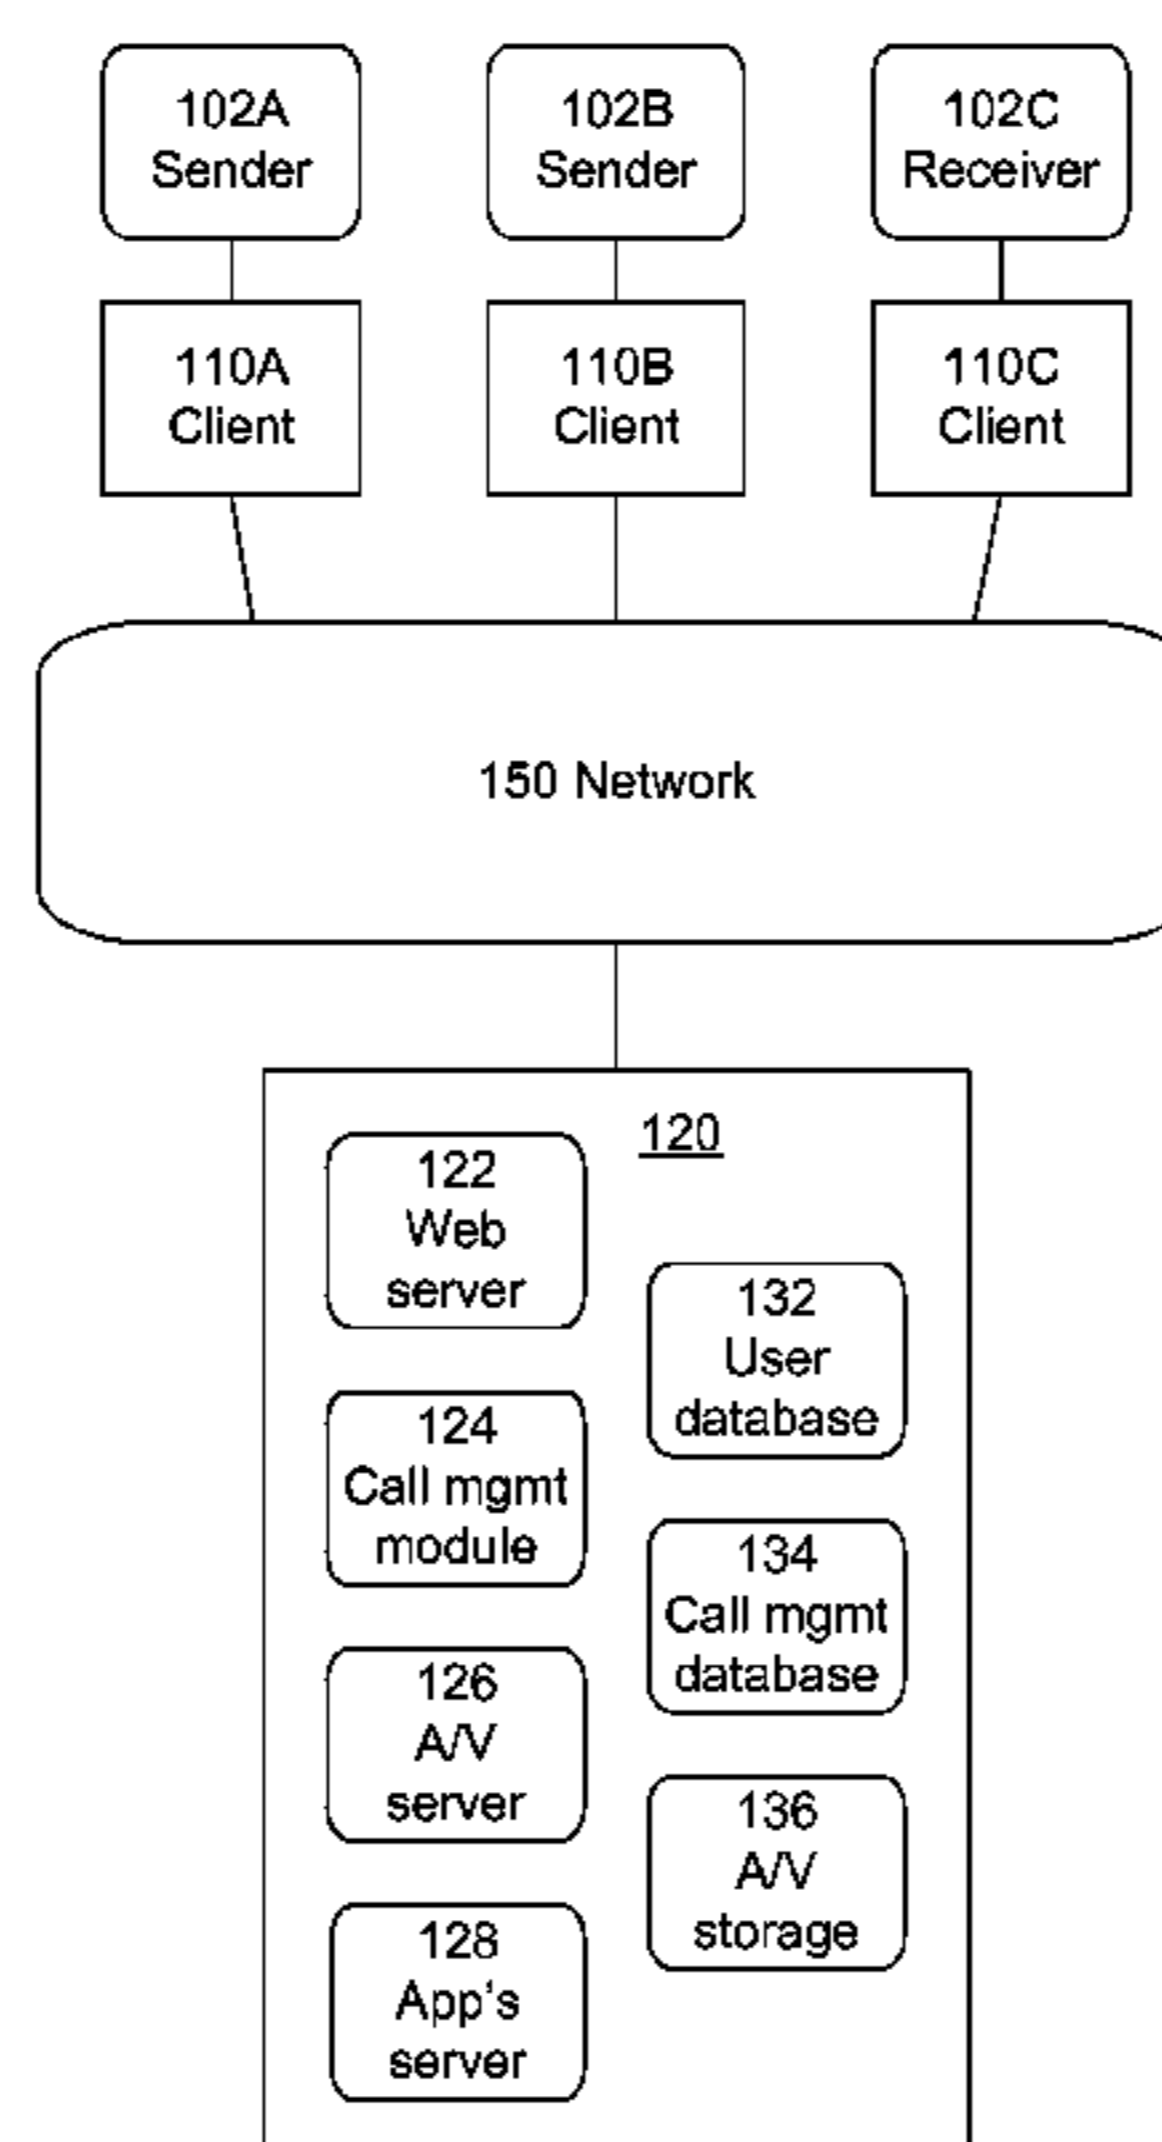 102A
Sender
102B
Sender
102C
Receiver
110A
Client
110B
Client
110C
Client
150 Network
120
122
Web
server
132
User
database
124
Call mgmt
module
134
Call mgmt
database
126
A/V
server
136
A/V
storage
128
App's
server